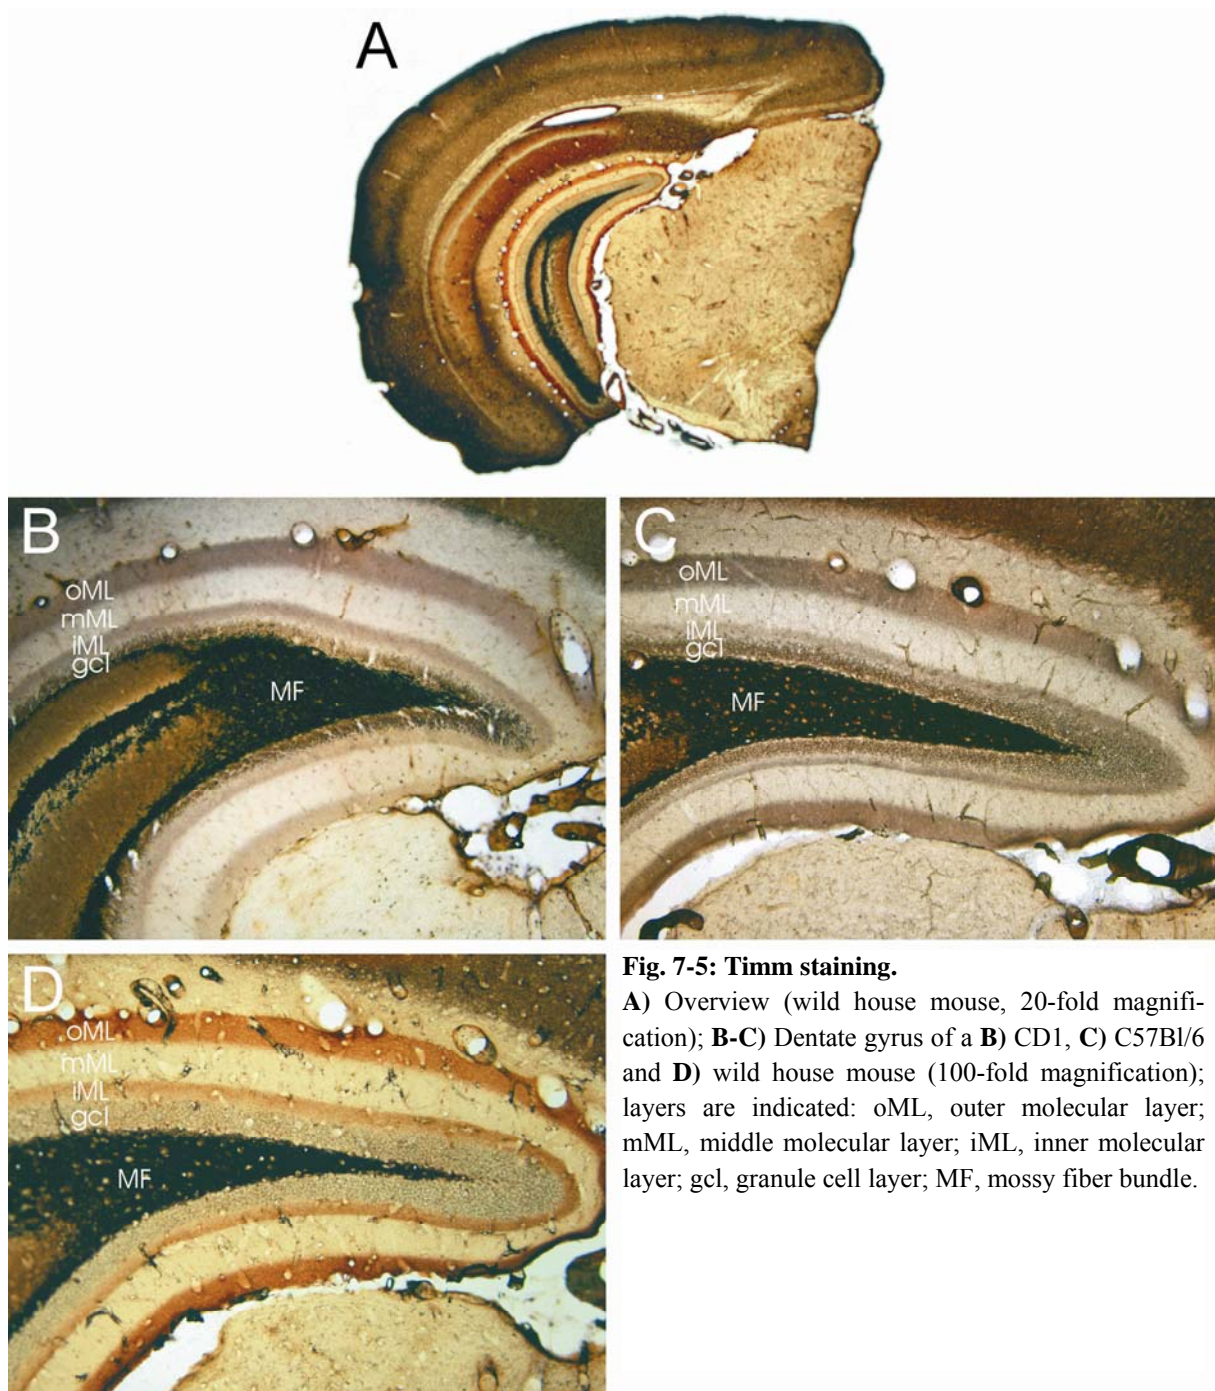 A
B
oML
mML
iML
gcl
MF
C
oML
mML
iML
gcl
MF
D
oML
mML
iML
gcl
MF
Fig. 7-5: Timm staining.
A) Overview (wild house mouse, 20-fold magnifi-
cation); B-C) Dentate gyrus of a B) CD1, C) C57Bl/6
and D) wild house mouse (100-fold magnification);
layers are indicated: oML, outer molecular layer;
mML, middle molecular layer; iML, inner molecular
layer; gcl, granule cell layer; MF, mossy fiber bundle.